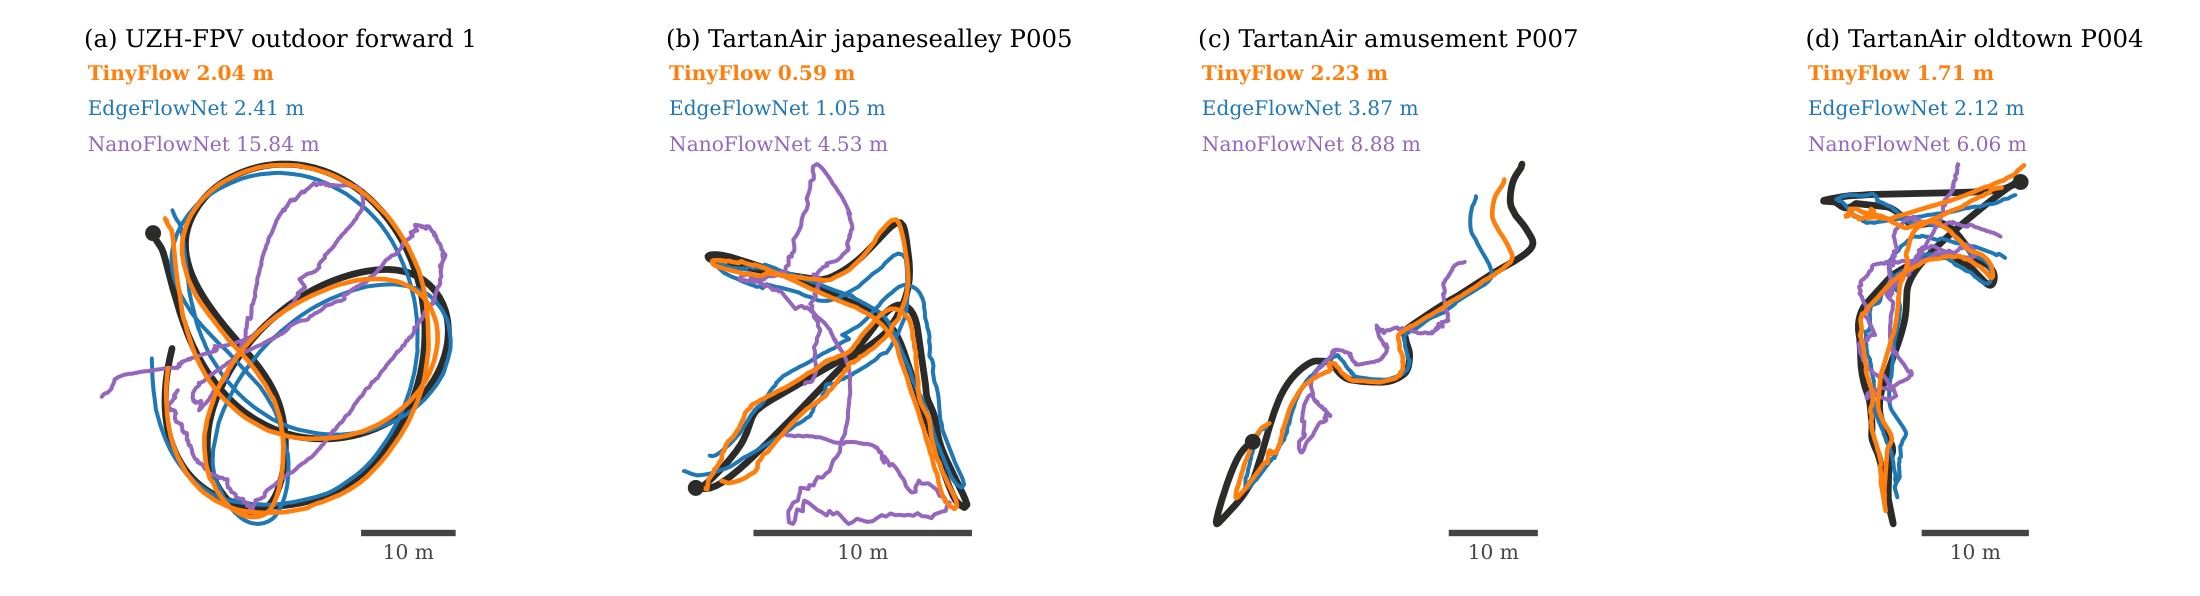 (a) UZH-FPV outdoor forward 1
TinyFlow 2.04 m
EdgeFlowNet 2.41 m
NanoFlowNet 15.84 m
10 m
(b) TartanAir japanesealley P005
TinyFlow 0.59 m
EdgeFlowNet 1.05 m
NanoFlowNet 4.53 m
10 m
(c) TartanAir amusement P007
TinyFlow 2.23 m
EdgeFlowNet 3.87 m
NanoFlowNet 8.88 m
10 m
(d) TartanAir oldtown P004
TinyFlow 1.71 m
EdgeFlowNet 2.12 m
NanoFlowNet 6.06 m
10 m